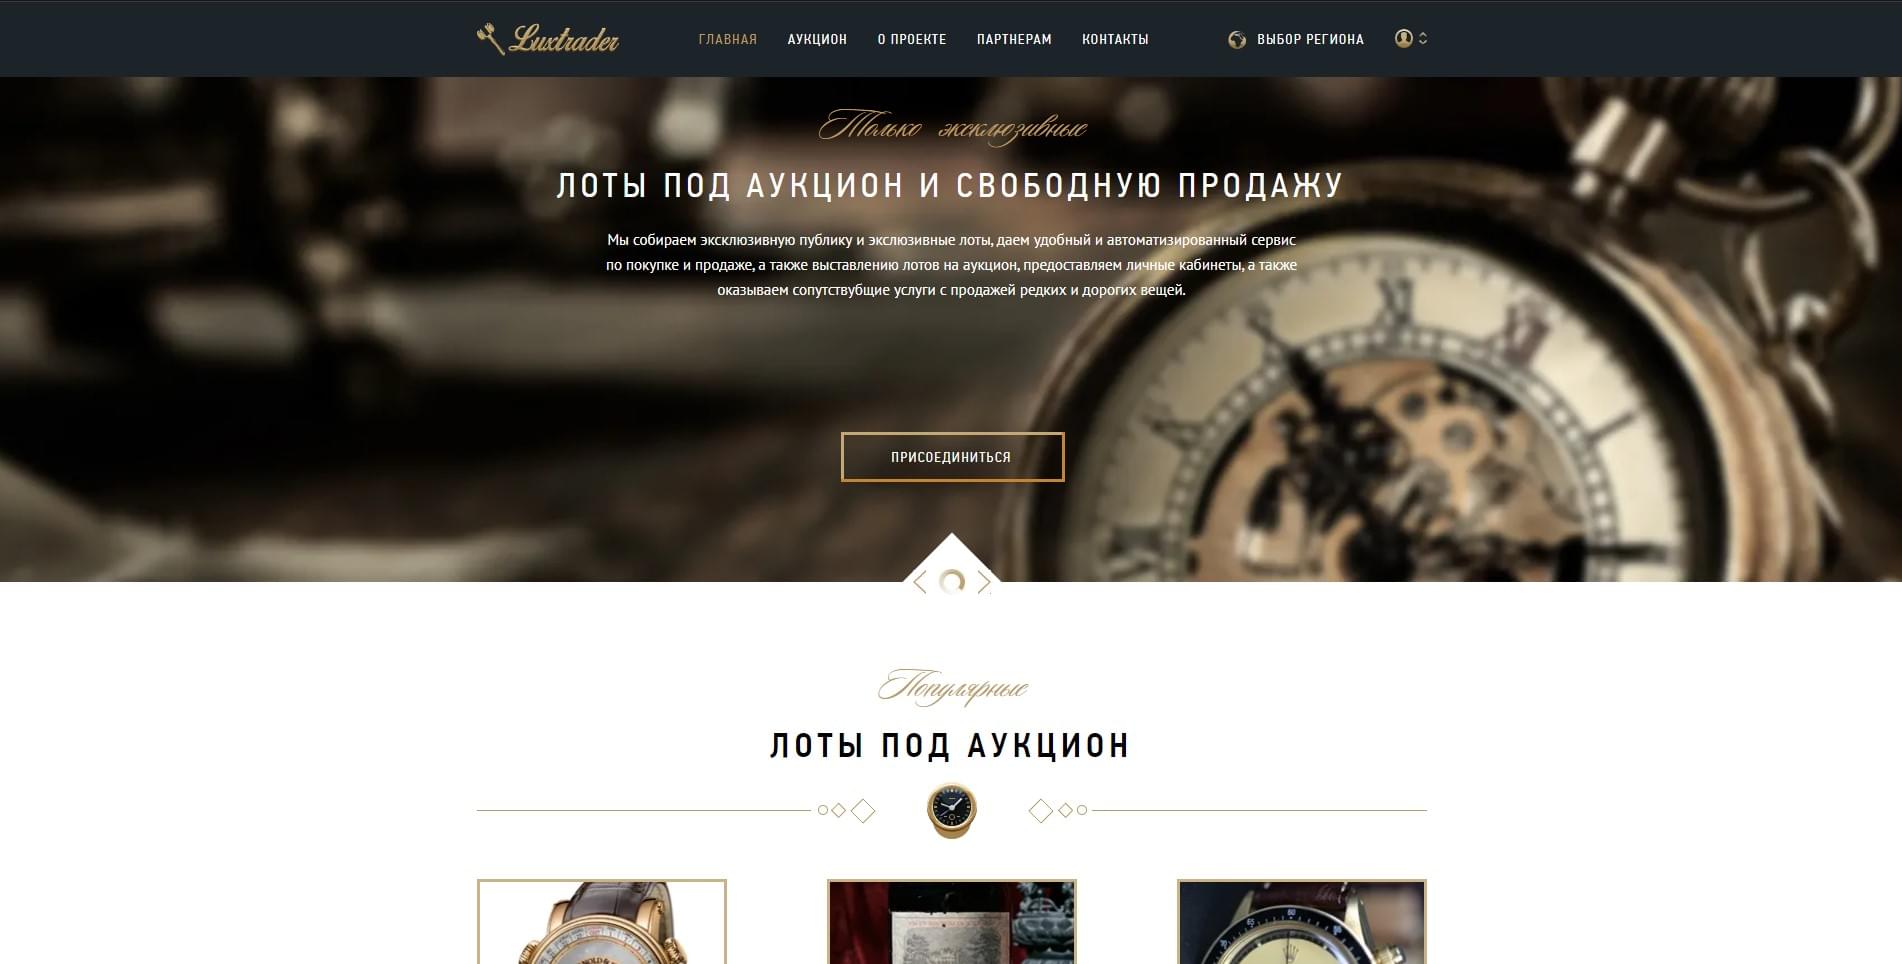 Luxtrader
ГЛАВНАЯ АУКЦИОН О ПРОЕКТЕ ПАРТНЕРАМ КОНТАКТЫ ВЫБОР РЕГИОНА
Только эксклюзивные
ЛОТЫ ПОД АУКЦИОН И СВОБОДНУЮ ПРОДАЖУ
Мы собираем эксклюзивную публику и экслюзивные лоты, даем удобный и автоматизированный сервис
по покупке и продаже, а также выставлению лотов на аукцион, предоставляем личные кабинеты, а также
оказываем сопутствубщие услуги с продажей редких и дорогих вещей.
ПРИСОЕДИНИТЬСЯ
Популярные
ЛОТЫ ПОД АУКЦИОН